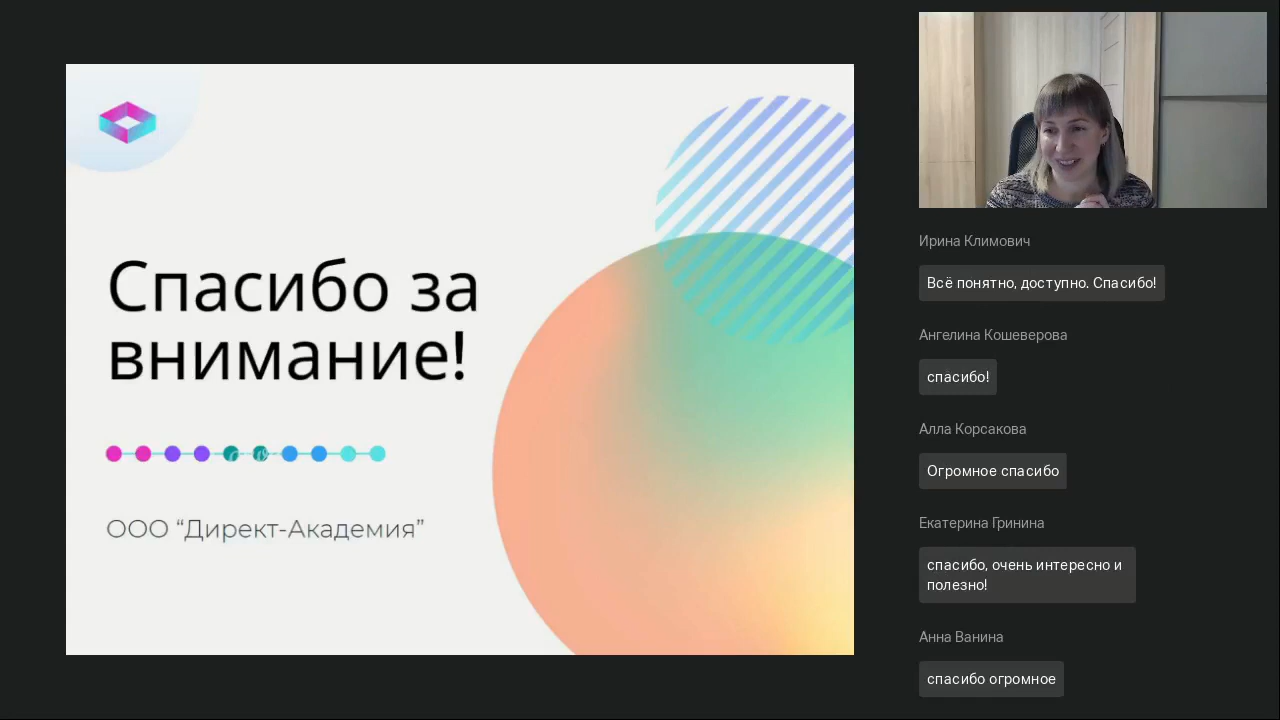 Спасибо за
внимание!
ООО “Директ-Академия”
Ирина Климович
Всё понятно, доступно. Спасибо!
Ангелина Кошеверова
спасибо!
Алла Корсакова
Огромное спасибо
Екатерина Гринина
спасибо, очень интересно и
полезно!
Анна Ванина
спасибо огромное